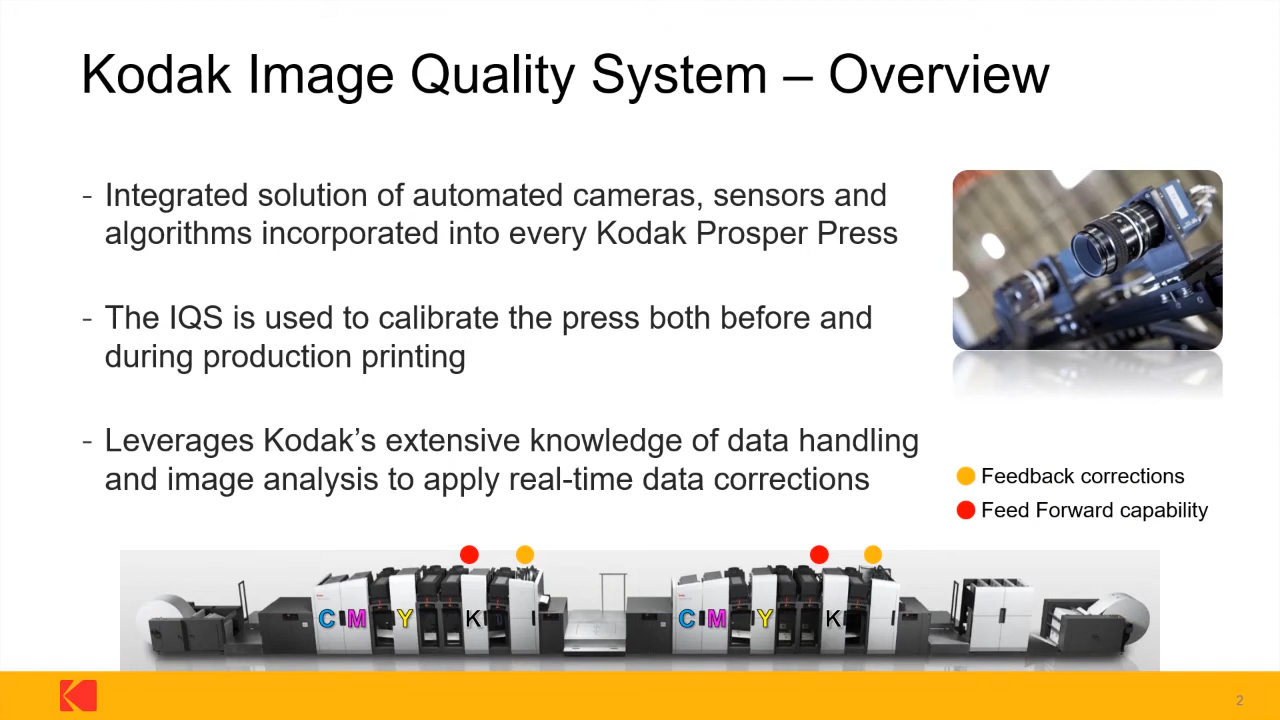 Kodak Image Quality System – Overview
- Integrated solution of automated cameras, sensors and
algorithms incorporated into every Kodak Prosper Press
- The IQS is used to calibrate the press both before and
during production printing
- Leverages Kodak’s extensive knowledge of data handling
and image analysis to apply real-time data corrections
Feedback corrections
Feed Forward capability
C M Y K C M Y K
2